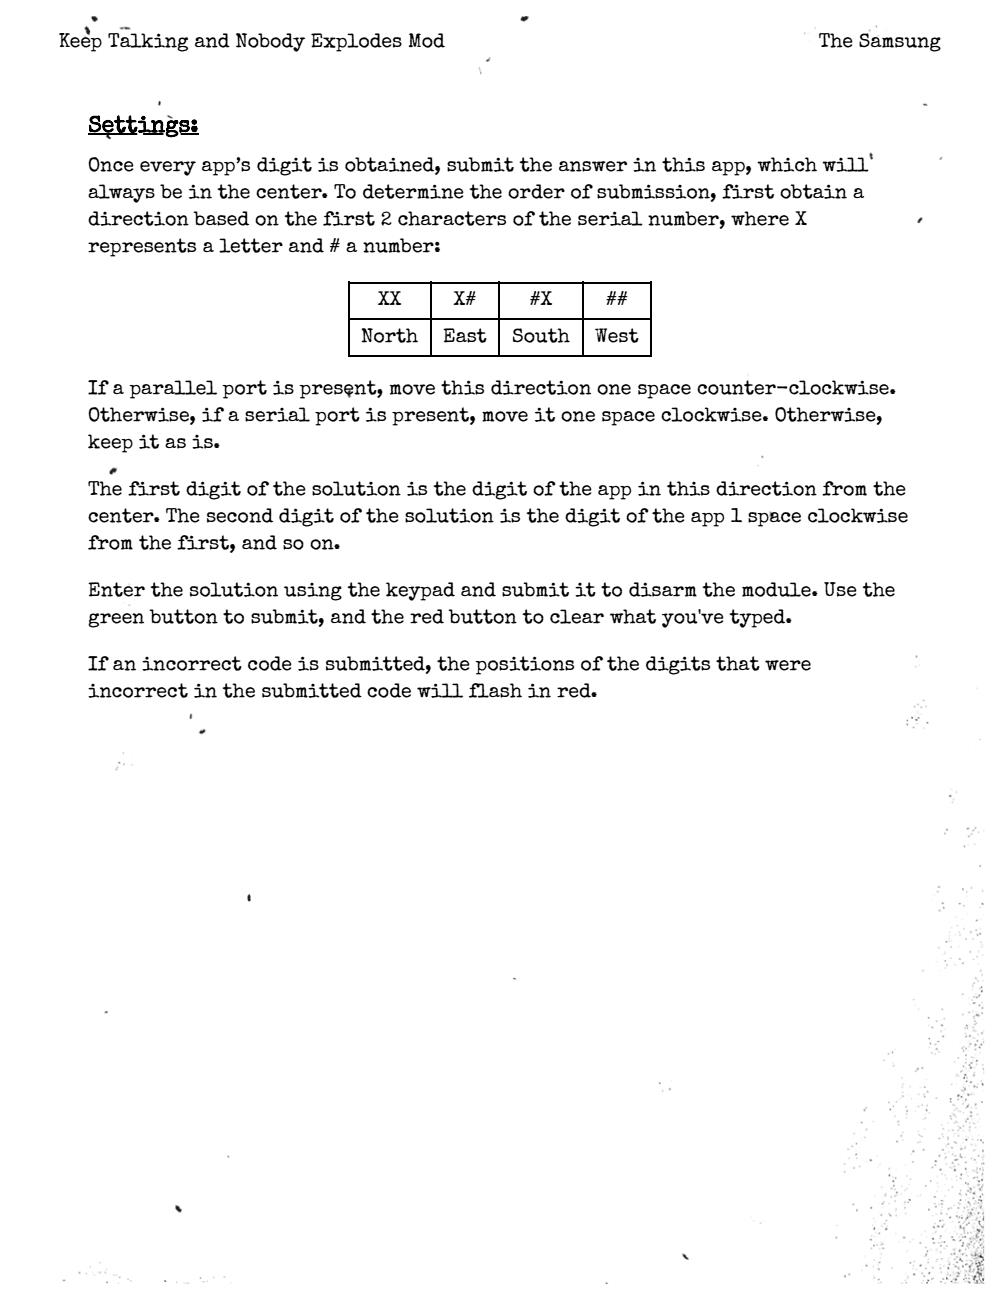 Keep Talking and Nobody Explodes Mod The Samsung
Settings:
Once every app's digit is obtained, submit the answer in this app, which will
always be in the center. To determine the order of submission, first obtain a
direction based on the first 2 characters of the serial number, where X
represents a letter and # a number:
XX X# #X ##
North East South West
If a parallel port is present, move this direction one space counter-clockwise.
Otherwise, if a serial port is present, move it one space clockwise. Otherwise,
keep it as is.
The first digit of the solution is the digit of the app in this direction from the
center. The second digit of the solution is the digit of the app 1 space clockwise
from the first, and so on.
Enter the solution using the keypad and submit it to disarm the module. Use the
green button to submit, and the red button to clear what you've typed.
If an incorrect code is submitted, the positions of the digits that were
incorrect in the submitted code will flash in red.